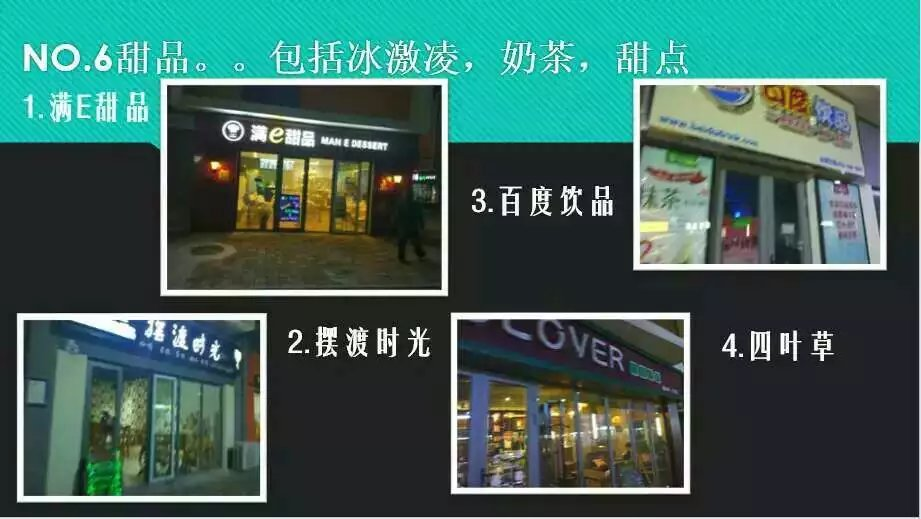 NO.6甜品。。包括冰激凌，奶茶，甜点
1.满E甜品
满e甜品 MAN E DESSERT
3.百度饮品
2.摆渡时光
摆渡时光
LOVER
4.四叶草